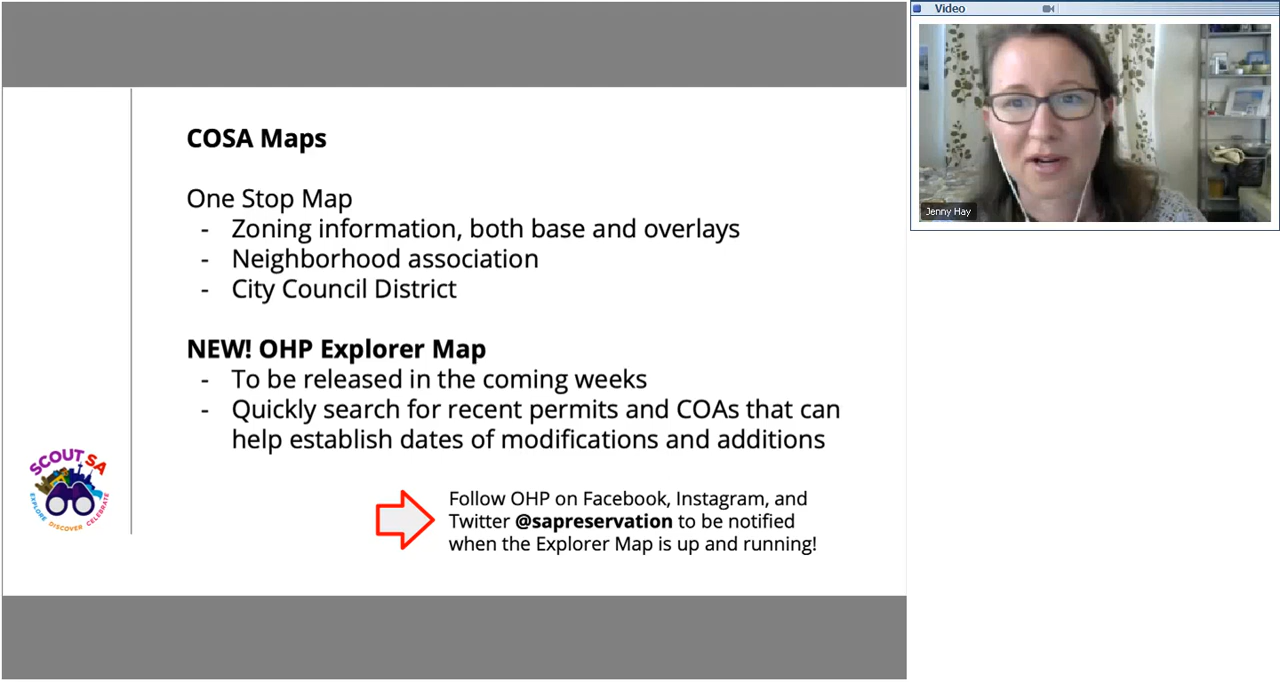 Video
Jenny Hay
COSA Maps
One Stop Map
- Zoning information, both base and overlays
- Neighborhood association
- City Council District
NEW! OHP Explorer Map
- To be released in the coming weeks
- Quickly search for recent permits and COAs that can
help establish dates of modifications and additions
Follow OHP on Facebook, Instagram, and
Twitter @sapreservation to be notified
when the Explorer Map is up and running!
SCOUT SA
EXPLORE DISCOVER CELEBRATE